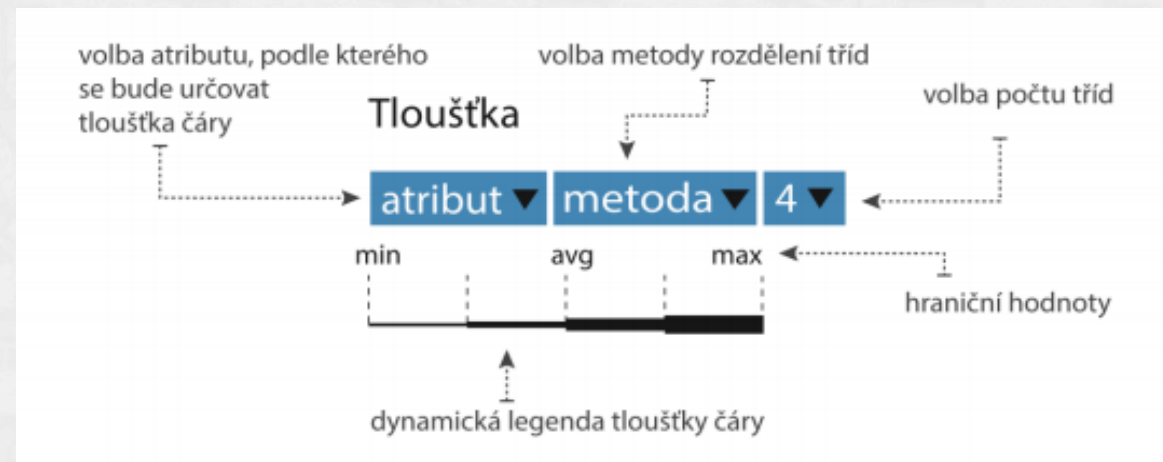 volba atributu, podle kterého
se bude určovat
tloušťka čáry
volba metody rozdělení tříd
volba počtu tříd
Tloušťka
atribut metoda 4
min avg max
hraniční hodnoty
dynamická legenda tloušťky čáry